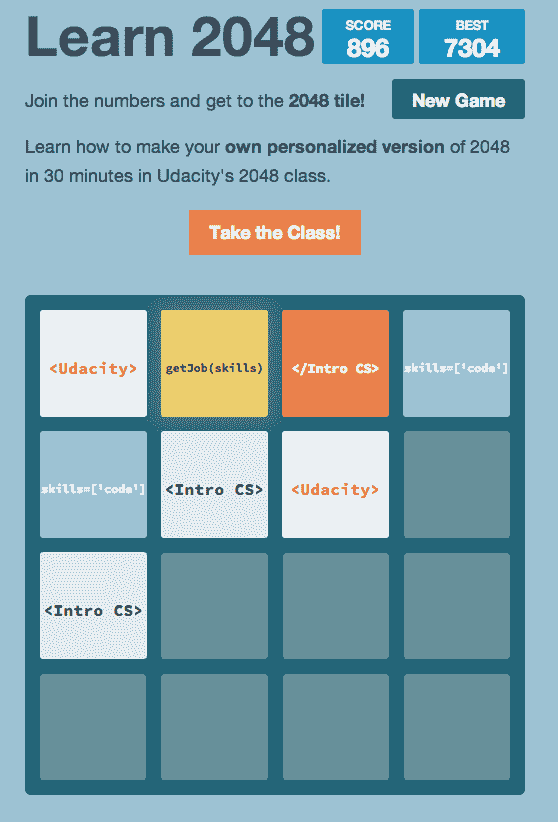 Learn 2048
SCORE
896
BEST
7304
Join the numbers and get to the 2048 tile!
New Game
Learn how to make your own personalized version of 2048
in 30 minutes in Udacity's 2048 class.
Take the Class!
<Udacity> getJob(skills) </Intro CS> skills=['code']
skills=['code'] <Intro CS> <Udacity>
<Intro CS>